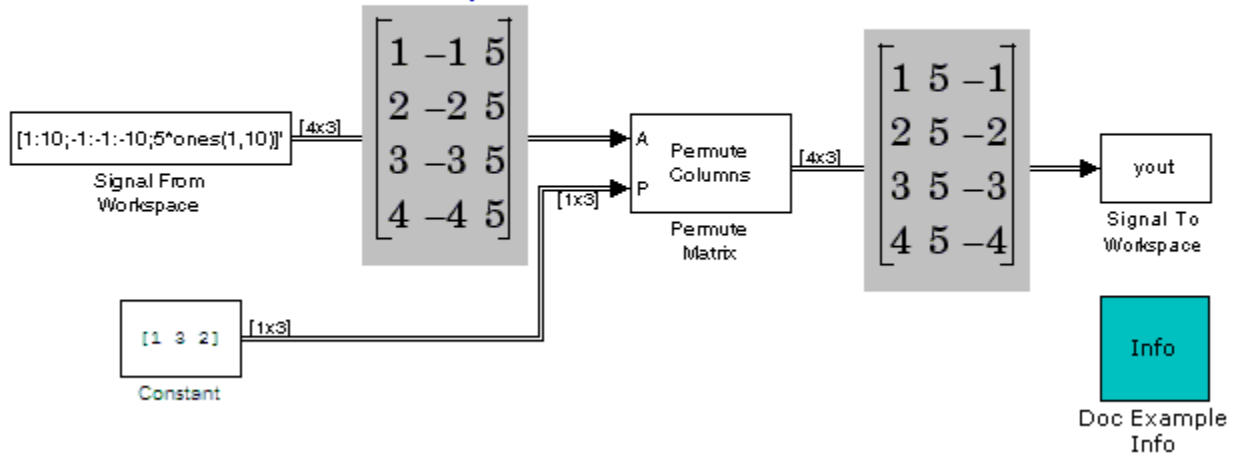 [1:10;-1:-1:-10;5*ones(1,10)]'
Signal From
Workspace
[4x3]
1 -1 5
2 -2 5
3 -3 5
4 -4 5
[1x3]
A
P
Permute
Columns
Permute
Matrix
[4x3]
1 5 -1
2 5 -2
3 5 -3
4 5 -4
yout
Signal To
Workspace
[1 3 2]
[1x3]
Constant
Info
Doc Example
Info